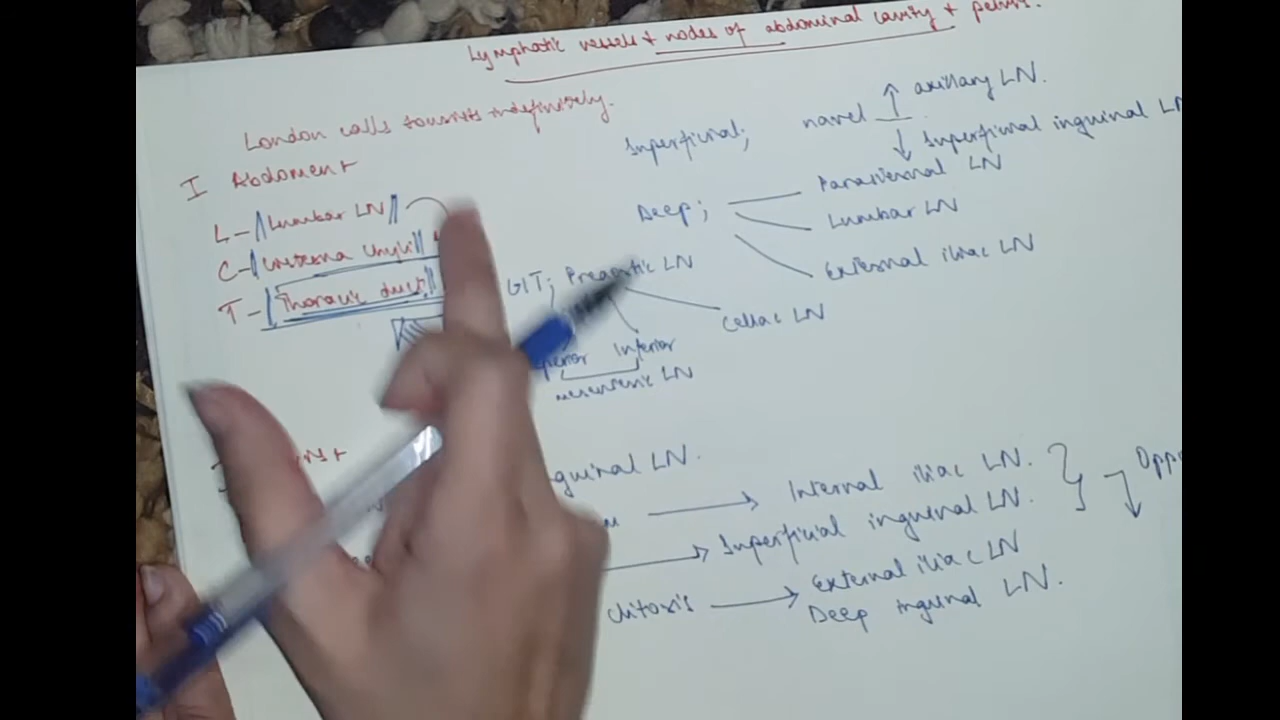 Lymphatic vessels + nodes of abdominal cavity + pelvis.
London calls tourists indefinitely.
I Abdomen+
L - Lumbar LN
C - Cisterna chyli
T - Thoracic duct
Superficial; navel
axillary LN.
Superficial inguinal LN
Deep;
Parasternal LN
Lumbar LN
External iliac LN
GIT; Preaortic LN
Celiac LN
Inferior
mesenteric LN
LN.
Internal iliac LN.
Superficial inguinal LN.
clitoris
External iliac LN
Deep inguinal LN.